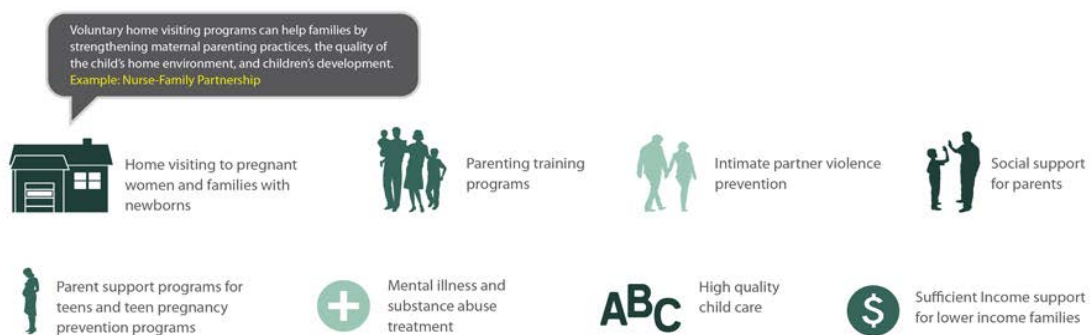 Voluntary home visiting programs can help families by
strengthening maternal parenting practices, the quality of
the child's home environment, and children's development.
Example: Nurse-Family Partnership
Home visiting to pregnant
women and families with
newborns
Parenting training
programs
Intimate partner violence
prevention
Social support
for parents
Parent support programs for
teens and teen pregnancy
prevention programs
Mental illness and
substance abuse
treatment
ABC
High quality
child care
$
Sufficient Income support
for lower income families